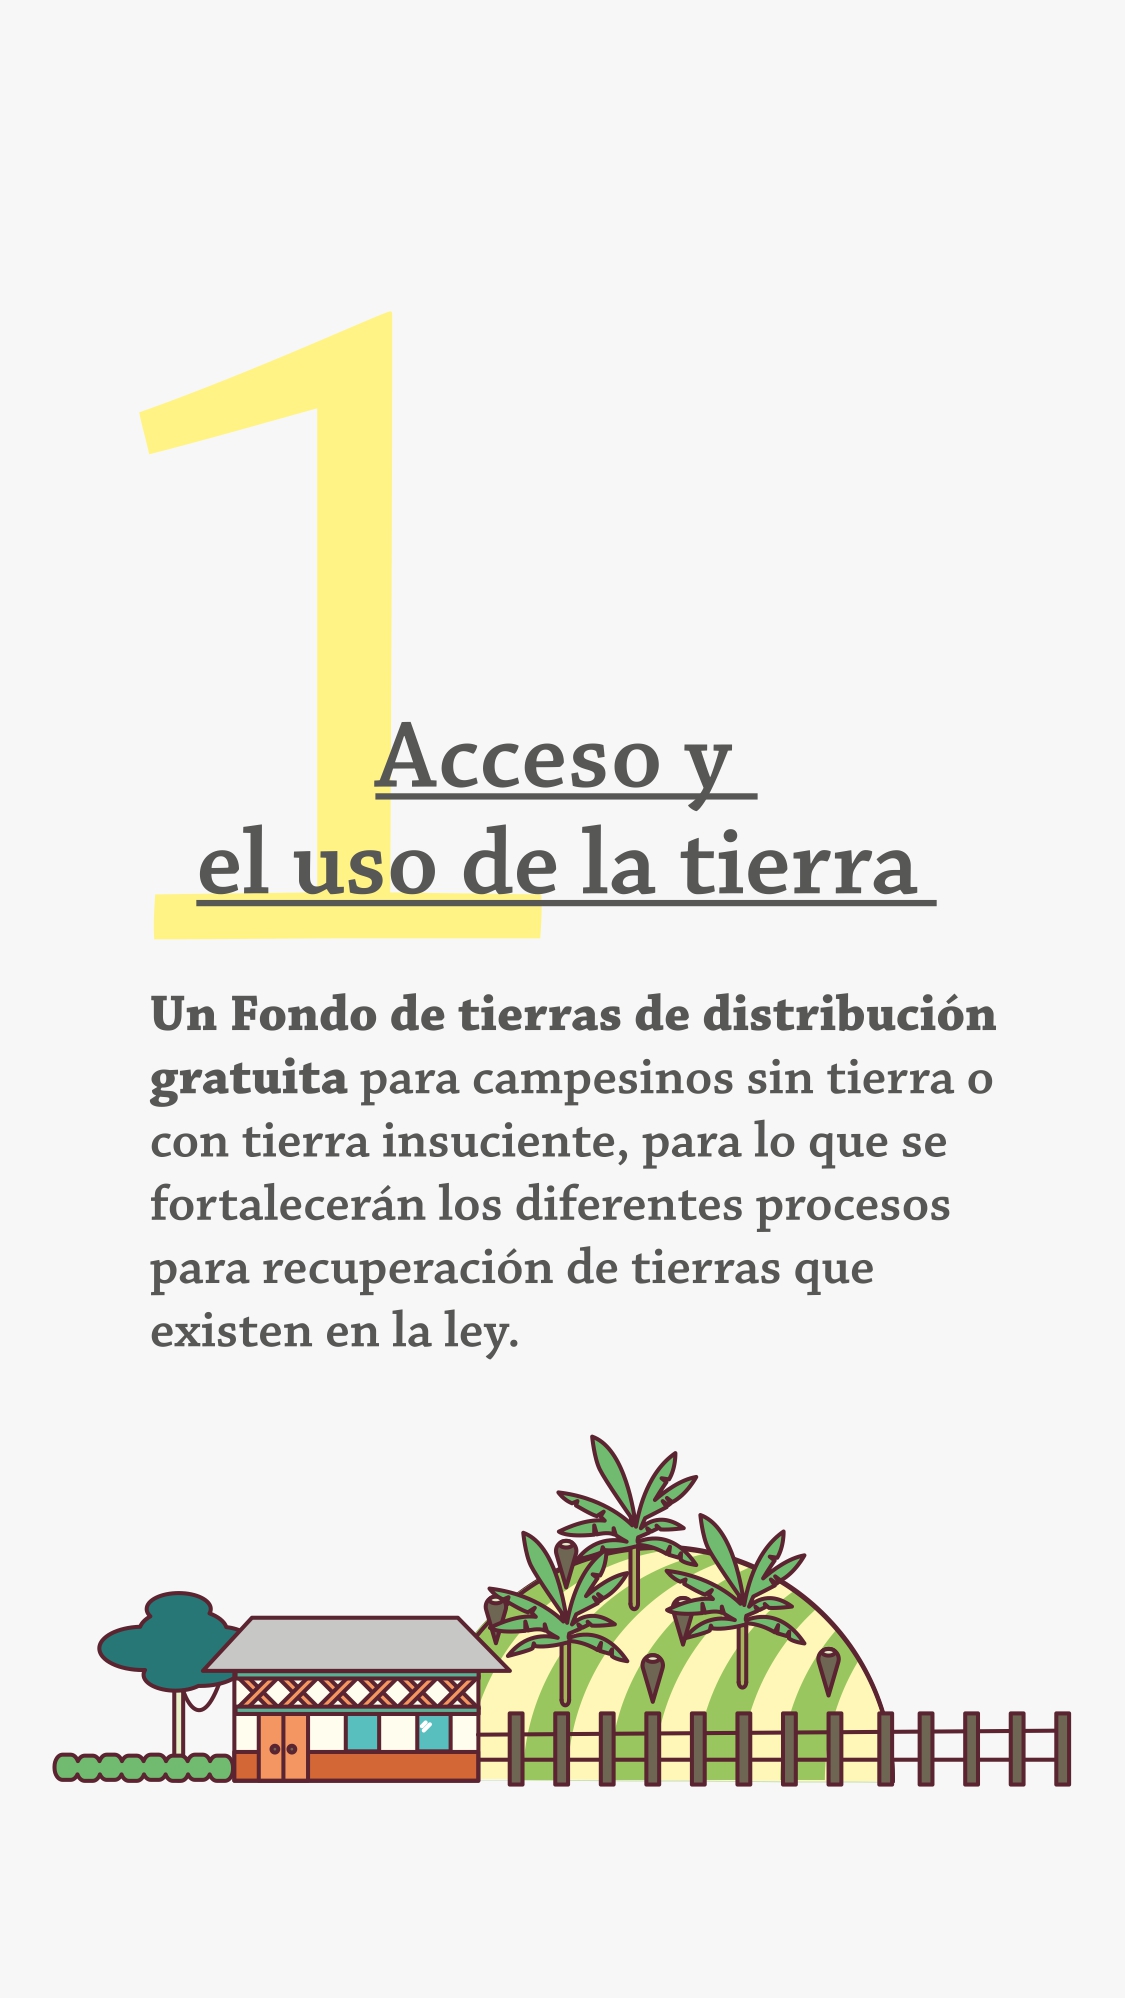 1
Acceso y
el uso de la tierra
Un Fondo de tierras de distribución
gratuita para campesinos sin tierra o
con tierra insuciente, para lo que se
fortalecerán los diferentes procesos
para recuperación de tierras que
existen en la ley.